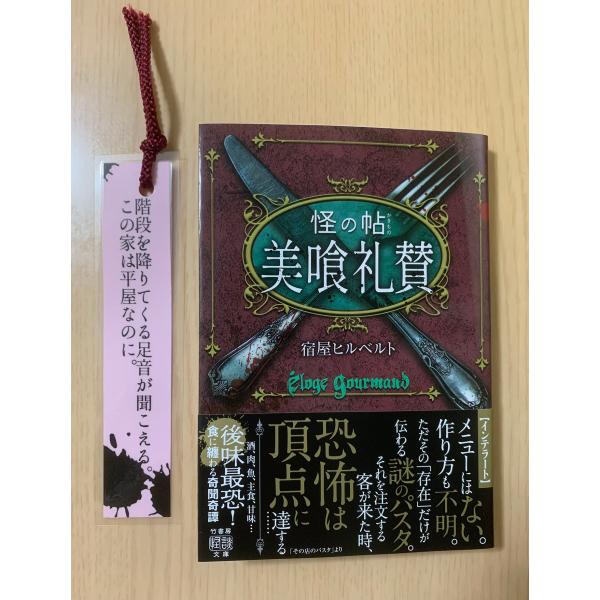 階段を降りてくる足音が聞こえる。
この家は平屋なのに。
怪の帖
美喰礼賛
宿屋ヒルベルト
Éloge gourmand
【インテラート】
メニューにはない。
作り方も不明。
ただその「存在」だけが
伝わる謎のパスタ。
それを注文する
客が来た時、
恐怖は
頂点に達する……
「その店のパスタ」より
酒、肉、魚、主食、甘味…
後味最恐!
食に纏わる奇聞奇譚
竹書房
怪談
文庫